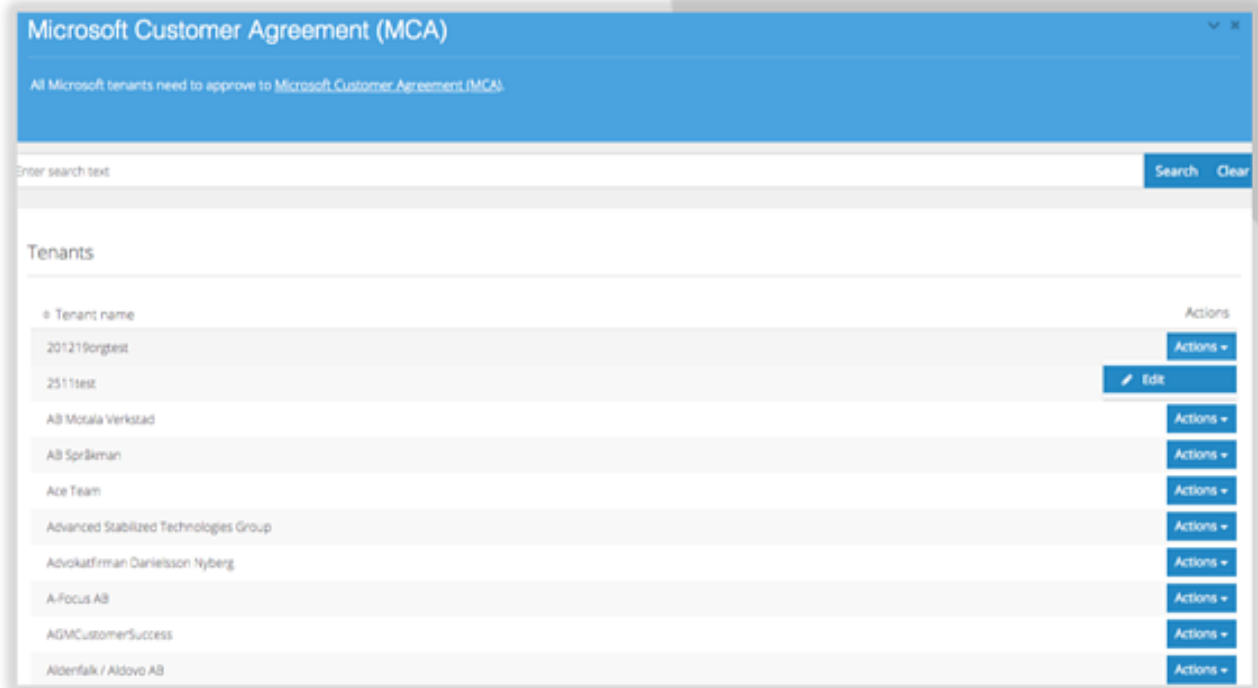 Microsoft Customer Agreement (MCA)
All Microsoft tenants need to approve to Microsoft Customer Agreement (MCA).
Enter search text Search Clear
Tenants
Tenant name Actions
201219orgtest Actions
2511test Edit
AB Motala Verkstad Actions
AB Språkman Actions
Ace Team Actions
Advanced Stabilized Technologies Group Actions
Advokatfirman Danielsson Nyberg Actions
A-Focus AB Actions
AGMCustomerSuccess Actions
Aldenfalk / Aldovo AB Actions